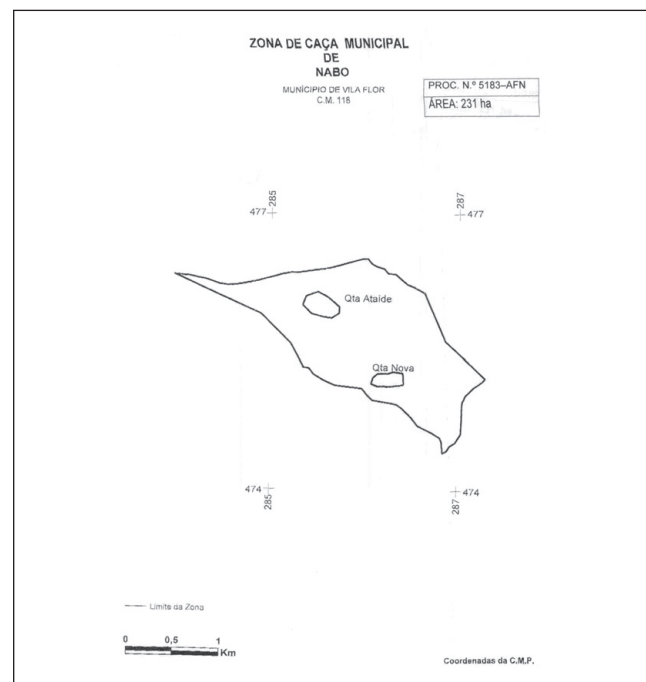 ZONA DE CAÇA MUNICIPAL
DE
NABO
MUNICÍPIO DE VILA FLOR
C.M. 118
PROC. N.º 5183–AFN
ÁREA: 231 ha
285
287
477
477
Qta Ataíde
Qta Nova
474
474
285
287
Limite da Zona
0 0,5 1
Km
Coordenadas da C.M.P.